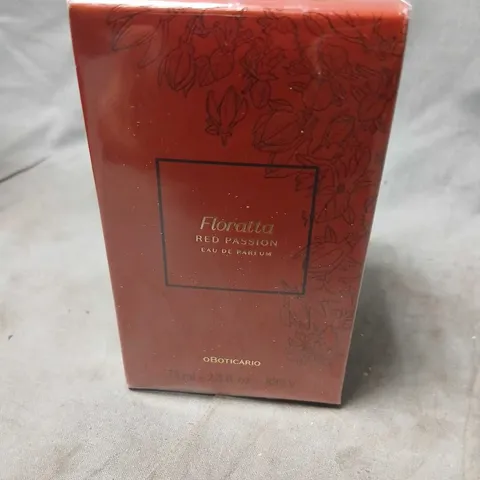 Floratta
RED PASSION
EAU DE PARFUM
OBOTICARIO